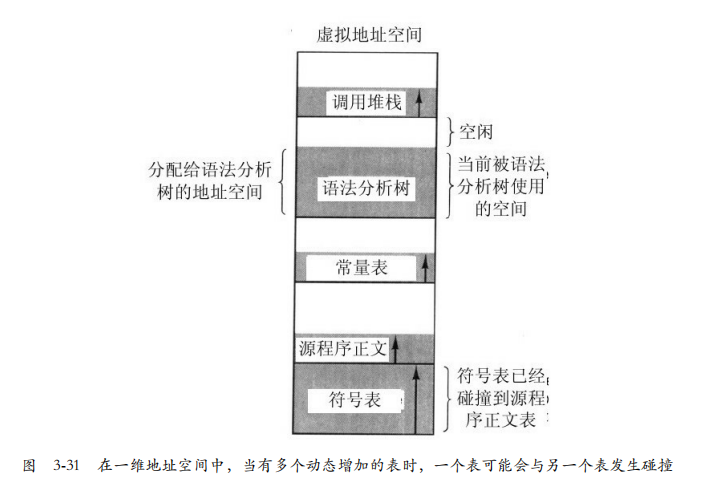 虚拟地址空间
调用堆栈
空闲
分配给语法分析
树的地址空间
语法分析树
当前被语法
分析树使用
的空间
常量表
源程序正文
符号表
符号表已经
碰撞到源程
序正文表
图 3-31 在一维地址空间中，当有多个动态增加的表时，一个表可能会与另一个表发生碰撞